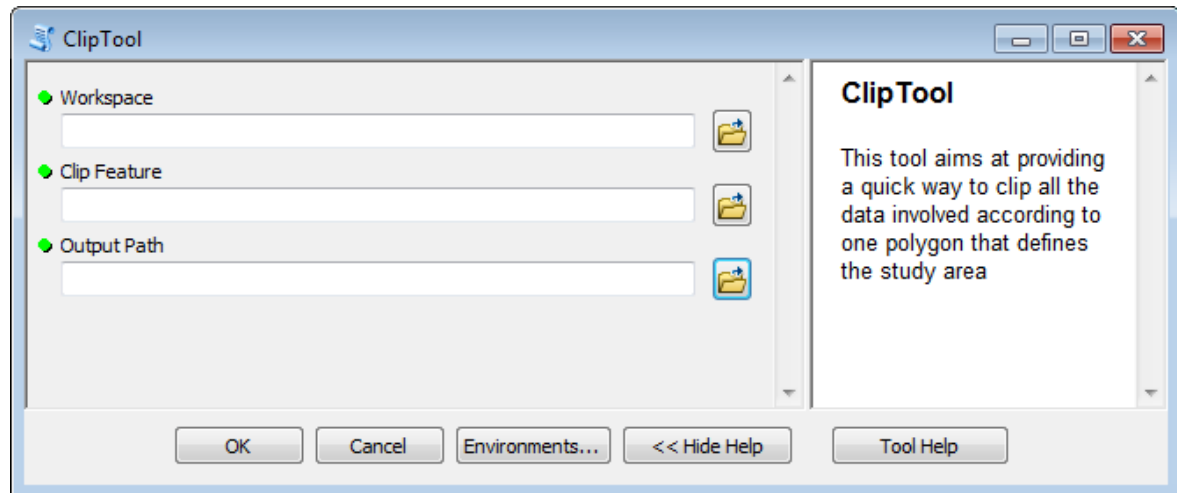 ClipTool
Workspace
Clip Feature
Output Path
ClipTool
This tool aims at providing
a quick way to clip all the
data involved according to
one polygon that defines
the study area
OK Cancel Environments... << Hide Help Tool Help